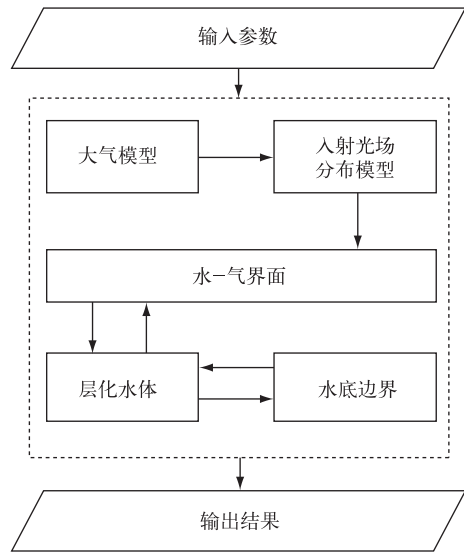 输入参数
大气模型
入射光场
分布模型
水-气界面
层化水体
水底边界
输出结果